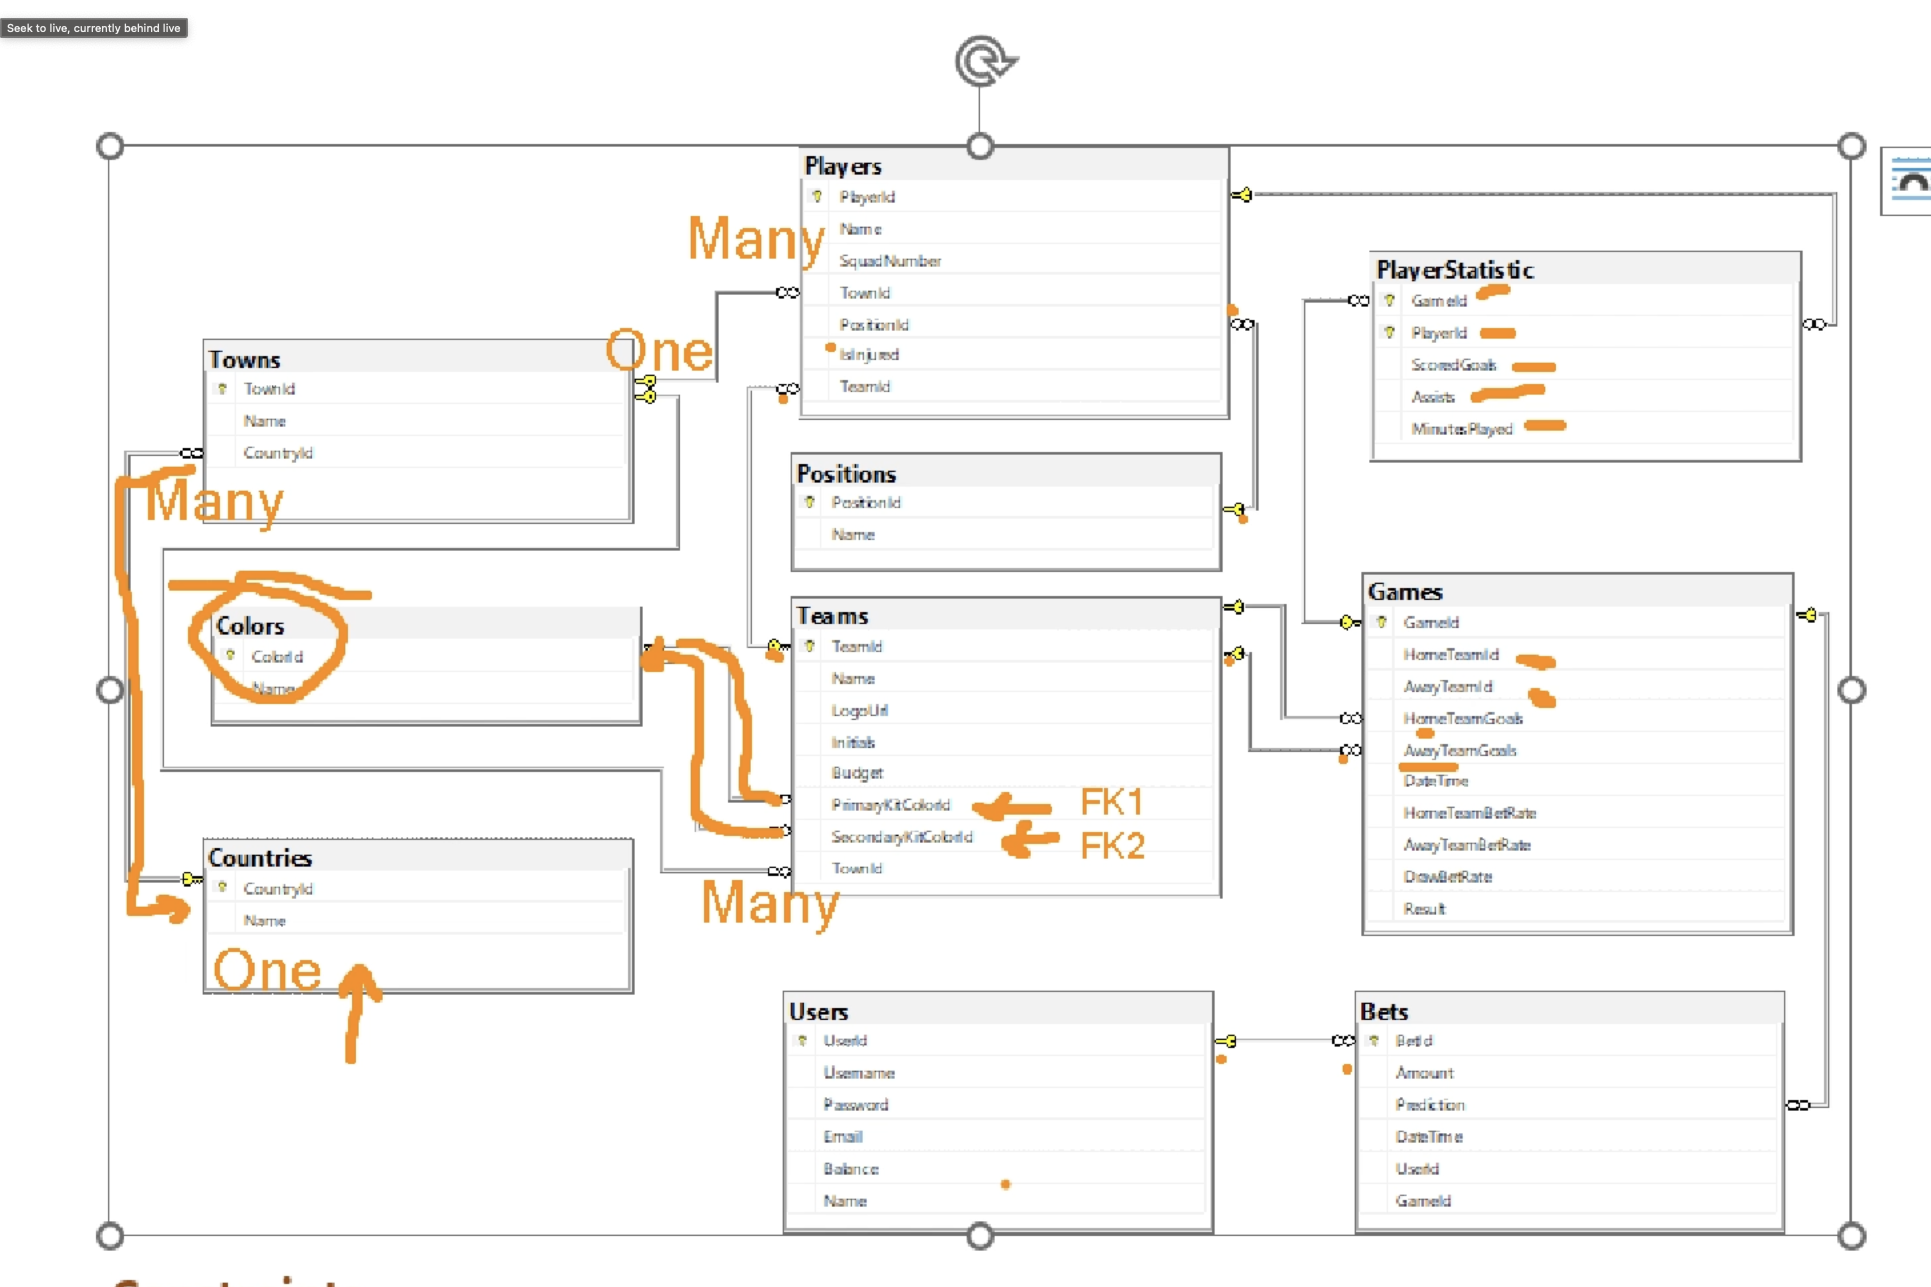 Seek to live, currently behind live
Players
PlayerId
Name
SquadNumber
TownId
PositionId
IsInjured
TeamId
Many
One
PlayerStatistic
GameId
PlayerId
ScoredGoals
Assists
MinutesPlayed
Towns
TownId
Name
CountryId
Many
Positions
PositionId
Name
Colors
ColorId
Name
Teams
TeamId
Name
LogoUrl
Initials
Budget
PrimaryKitColorId
FK1
SecondaryKitColorId
FK2
TownId
Many
Games
GameId
HomeTeamId
AwayTeamId
HomeTeamGoals
AwayTeamGoals
DateTime
HomeTeamBetRate
AwayTeamBetRate
DrawBetRate
Result
Countries
CountryId
Name
One
Users
UserId
Username
Password
Email
Balance
Name
Bets
BetId
Amount
Prediction
DateTime
UserId
GameId